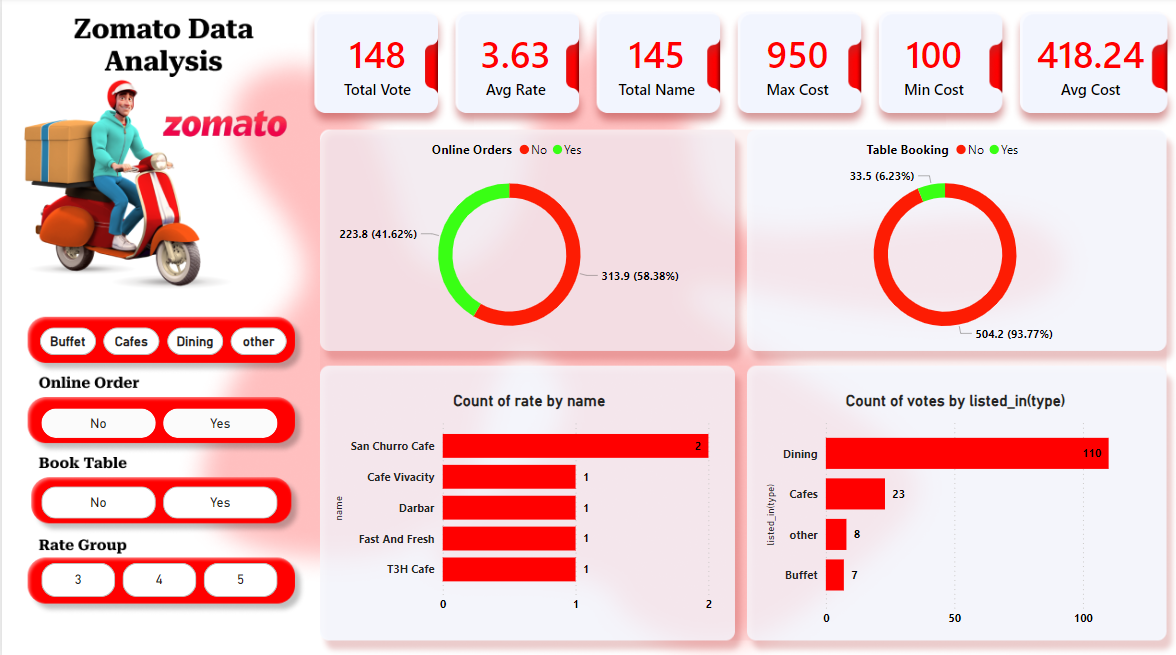 Zomato Data
Analysis
zomato
148
Total Vote
3.63
Avg Rate
145
Total Name
950
Max Cost
100
Min Cost
418.24
Avg Cost
Buffet Cafes Dining other
Online Order
No Yes
Book Table
No Yes
Rate Group
3 4 5
Online Orders No Yes
223.8 (41.62%)
313.9 (58.38%)
Table Booking No Yes
33.5 (6.23%)
504.2 (93.77%)
Count of rate by name
name
San Churro Cafe 2
Cafe Vivacity 1
Darbar 1
Fast And Fresh 1
T3H Cafe 1
0 1 2
Count of votes by listed_in(type)
listed_in(type)
Dining 110
Cafes 23
other 8
Buffet 7
0 50 100